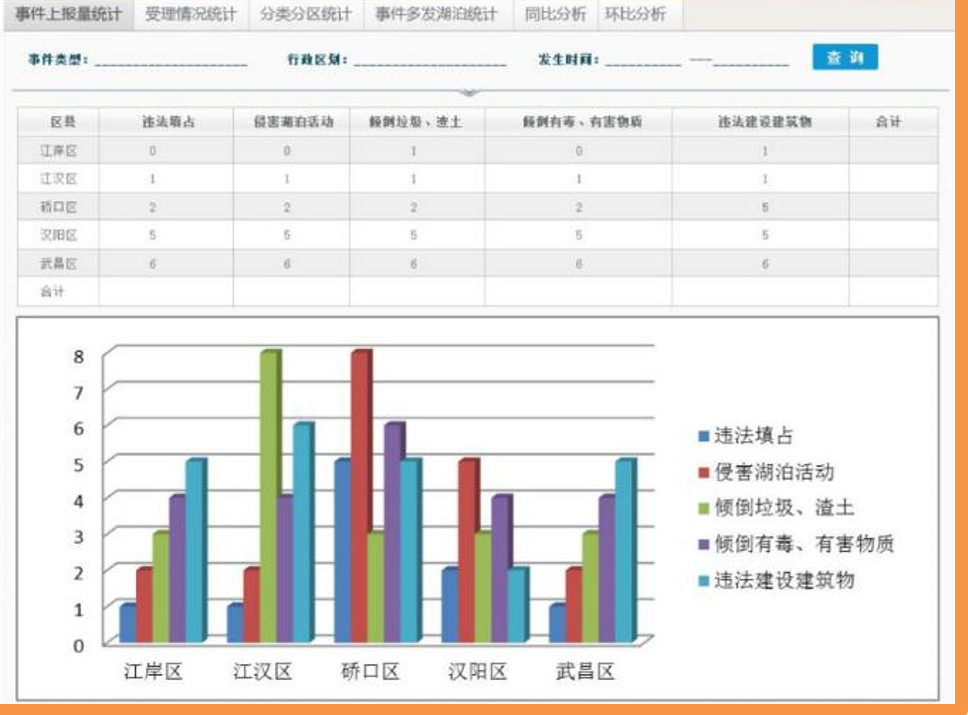 事件上报量统计 受理情况统计 分类分区统计 事件多发湖泊统计 同比分析 环比分析
事件类型：____________________ 行政区划：____________________ 发生时间：__________ ---__________ 查 询
区县 违法填占 侵害湖泊活动 倾倒垃圾、渣土 倾倒有毒、有害物质 违法建设建筑物 合计
江岸区 0 0 1 0 1
江汉区 1 1 1 1 1
硚口区 2 2 2 2 5
汉阳区 5 5 5 5 5
武昌区 6 6 6 6 6
合计
8
7
6
5
4
3
2
1
0
江岸区 江汉区 硚口区 汉阳区 武昌区
违法填占
侵害湖泊活动
倾倒垃圾、渣土
倾倒有毒、有害物质
违法建设建筑物